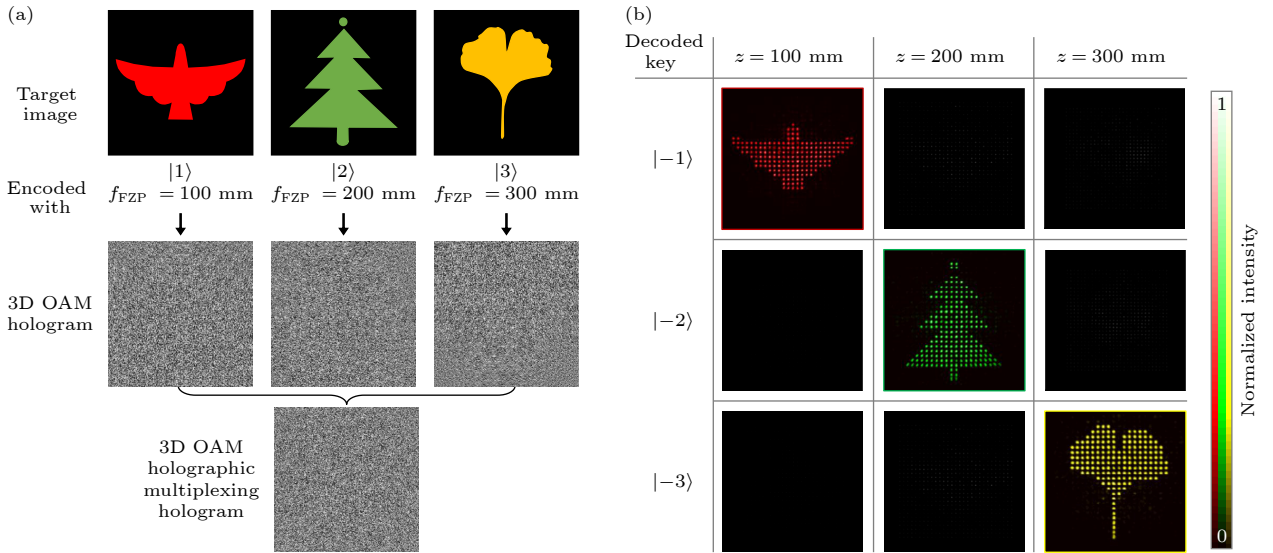 (a)
Target
image
|1⟩
|2⟩
|3⟩
Encoded
with
f_FZP = 100 mm
f_FZP = 200 mm
f_FZP = 300 mm
3D OAM
hologram
3D OAM
holographic
multiplexing
hologram
(b)
Decoded
key
z = 100 mm
z = 200 mm
z = 300 mm
|−1⟩
|−2⟩
|−3⟩
1
Normalized intensity
0